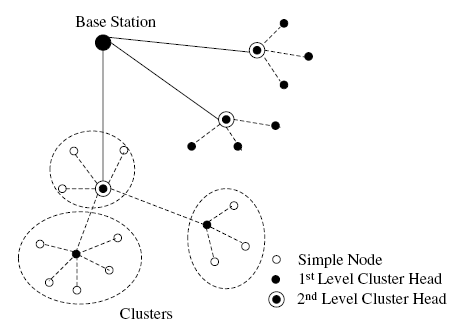 Base Station
Simple Node
1st Level Cluster Head
2nd Level Cluster Head
Clusters